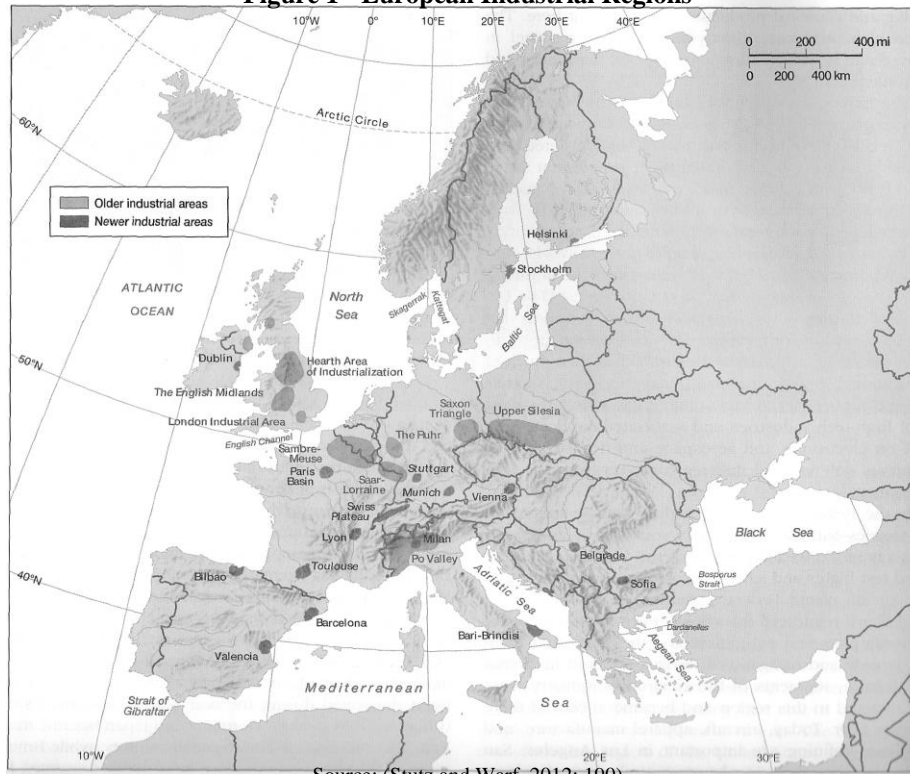 Figure 1 - European Industrial Regions
10°W
0°
10°E
20°E
30°E
40°E
0 200 400 mi
0 200 400 km
Arctic Circle
60°N
Older industrial areas
Newer industrial areas
Helsinki
Stockholm
ATLANTIC
OCEAN
North
Sea
Skagerrak
Kattegat
Baltic Sea
50°N
Dublin
Hearth Area
of Industrialization
The English Midlands
London Industrial Area
English Channel
Saxon
Triangle
Upper Silesia
The Ruhr
Sambre-
Meuse
Paris
Basin
Saar-
Lorraine
Stuttgart
Munich
Vienna
Swiss
Plateau
Lyon
Milan
Po Valley
Belgrade
Black Sea
40°N
Bilbao
Toulouse
Adriatic Sea
Sofia
Bosporus
Strait
Barcelona
Bari-Brindisi
Dardanelles
Aegean Sea
Valencia
Mediterranean
Sea
Strait of
Gibraltar
10°W
0°
10°E
20°E
30°E
Source: (Stutz and Warf, 2012: 199)